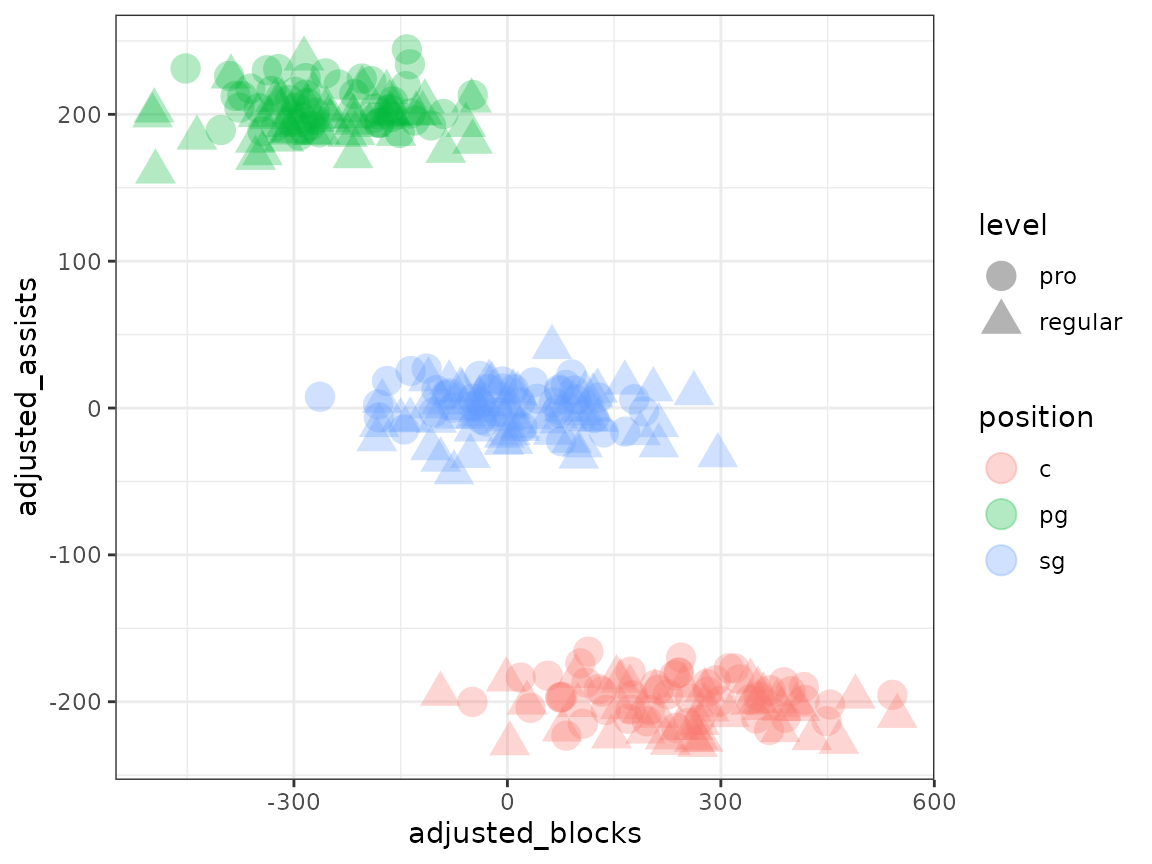 200
100
0
-100
-200
adjusted_assists
-300 0 300 600
adjusted_blocks
level
pro
regular
position
c
pg
sg